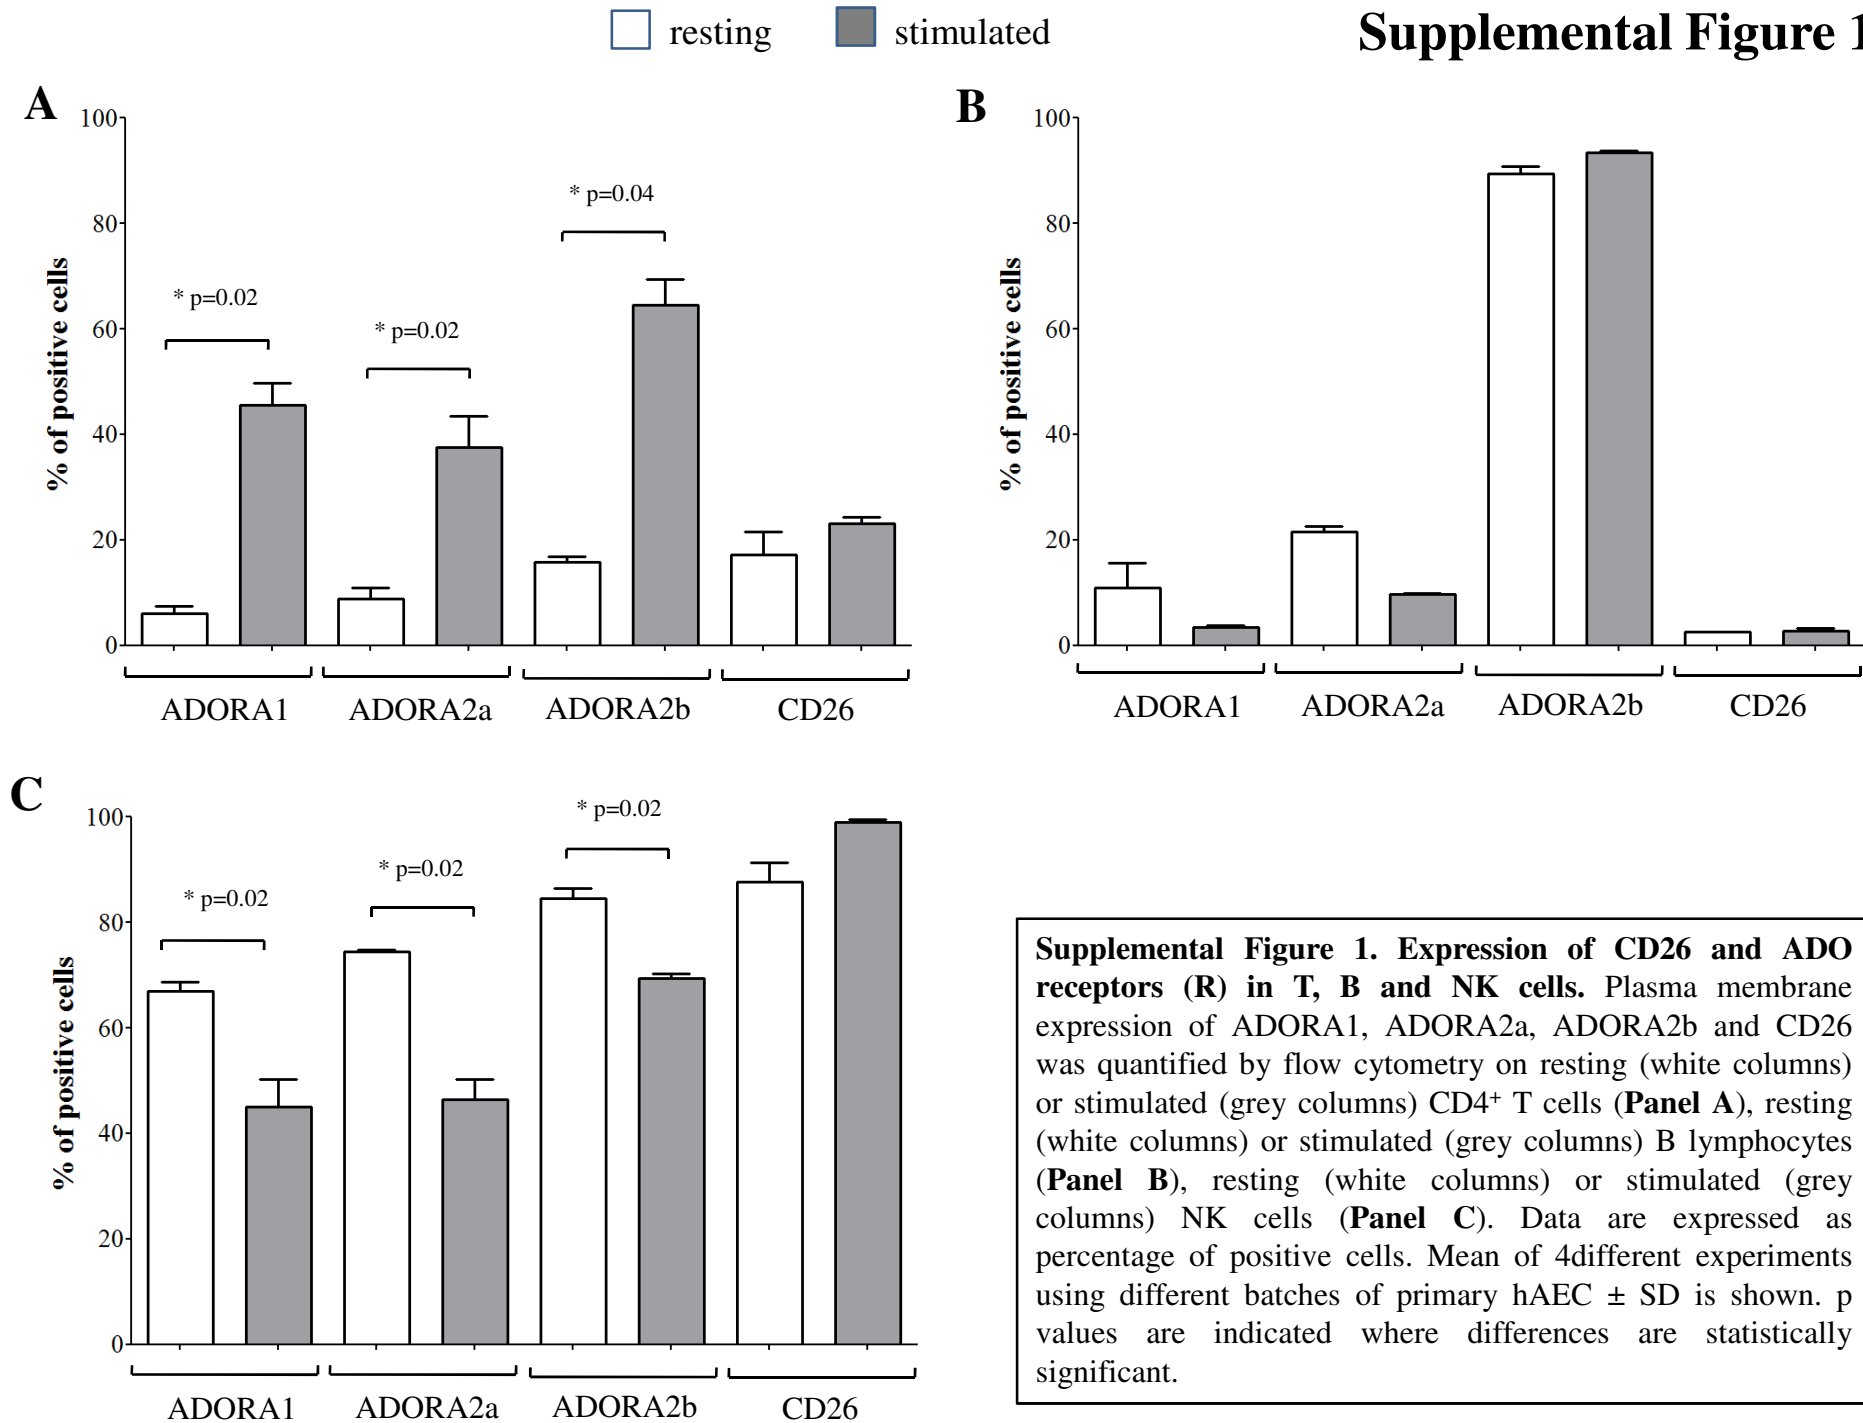 resting
stimulated
Supplemental Figure 1
A
100
80
60
40
20
0
% of positive cells
* p=0.02
* p=0.02
* p=0.04
ADORA1
ADORA2a
ADORA2b
CD26
B
100
80
60
40
20
0
% of positive cells
ADORA1
ADORA2a
ADORA2b
CD26
C
100
80
60
40
20
0
% of positive cells
* p=0.02
* p=0.02
* p=0.02
ADORA1
ADORA2a
ADORA2b
CD26
Supplemental Figure 1. Expression of CD26 and ADO
receptors (R) in T, B and NK cells. Plasma membrane
expression of ADORA1, ADORA2a, ADORA2b and CD26
was quantified by flow cytometry on resting (white columns)
or stimulated (grey columns) CD4⁺ T cells (Panel A), resting
(white columns) or stimulated (grey columns) B lymphocytes
(Panel B), resting (white columns) or stimulated (grey
columns) NK cells (Panel C). Data are expressed as
percentage of positive cells. Mean of 4different experiments
using different batches of primary hAEC ± SD is shown. p
values are indicated where differences are statistically
significant.